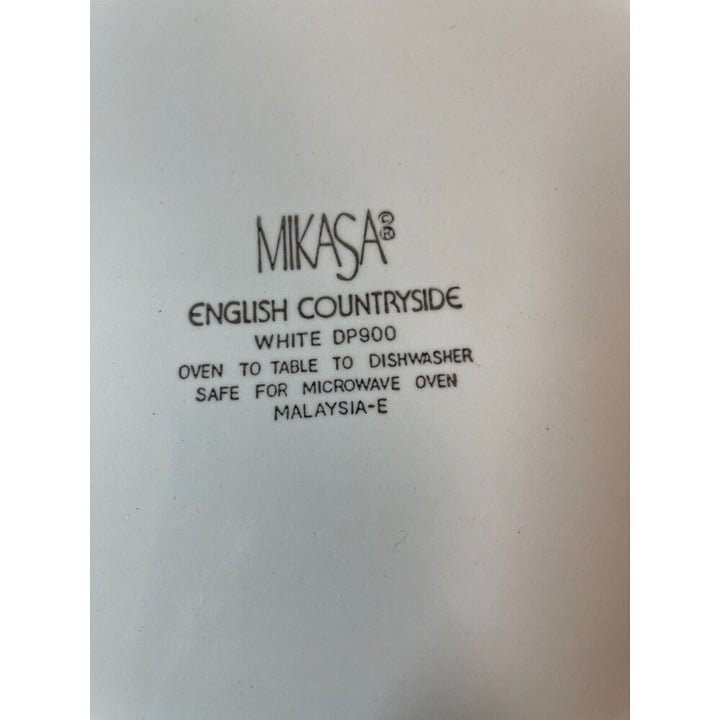 MIKASA©®
ENGLISH COUNTRYSIDE
WHITE DP900
OVEN TO TABLE TO DISHWASHER
SAFE FOR MICROWAVE OVEN
MALAYSIA-E